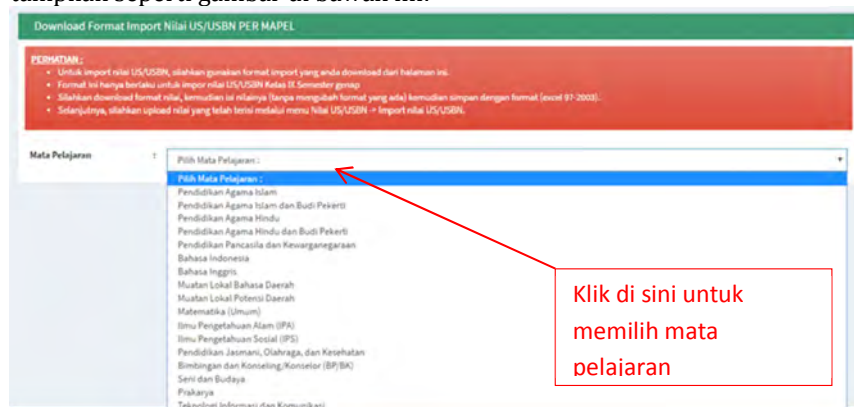 tampilan seperti gambar di bawah ini.
Download Format Import Nilai US/USBN PER MAPEL
PERHATIAN :
• Untuk import nilai US/USBN, silahkan gunakan format import yang anda download dari halaman ini.
• Format ini hanya berlaku untuk impor nilai US/USBN Kelas IX Semester genap
• Silahkan download format nilai, kemudian isi nilainya (tanpa mengubah format yang ada) kemudian simpan dengan format (excel 97-2003).
• Selanjutnya, silahkan upload nilai yang telah terisi melalui menu Nilai US/USBN -> Import nilai US/USBN.
Mata Pelajaran : Pilih Mata Pelajaran :
Pilih Mata Pelajaran :
Pendidikan Agama Islam
Pendidikan Agama Islam dan Budi Pekerti
Pendidikan Agama Hindu
Pendidikan Agama Hindu dan Budi Pekerti
Pendidikan Pancasila dan Kewarganegaraan
Bahasa Indonesia
Bahasa Inggris
Muatan Lokal Bahasa Daerah
Muatan Lokal Potensi Daerah
Matematika (Umum)
Ilmu Pengetahuan Alam (IPA)
Ilmu Pengetahuan Sosial (IPS)
Pendidikan Jasmani, Olahraga, dan Kesehatan
Bimbingan dan Konseling/Konselor (BP/BK)
Seni dan Budaya
Prakarya
Teknologi Informasi dan Komunikasi
Klik di sini untuk
memilih mata
pelajaran